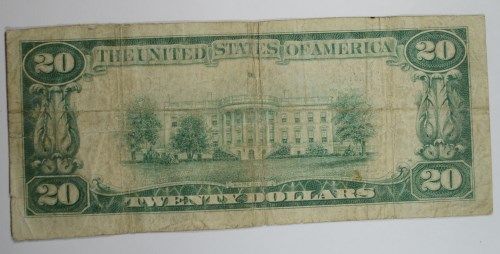 20 THE UNITED STATES OF AMERICA 20
20 TWENTY DOLLARS 20